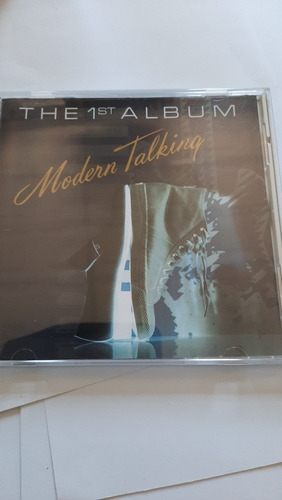 THE 1ST ALBUM
Modern Talking